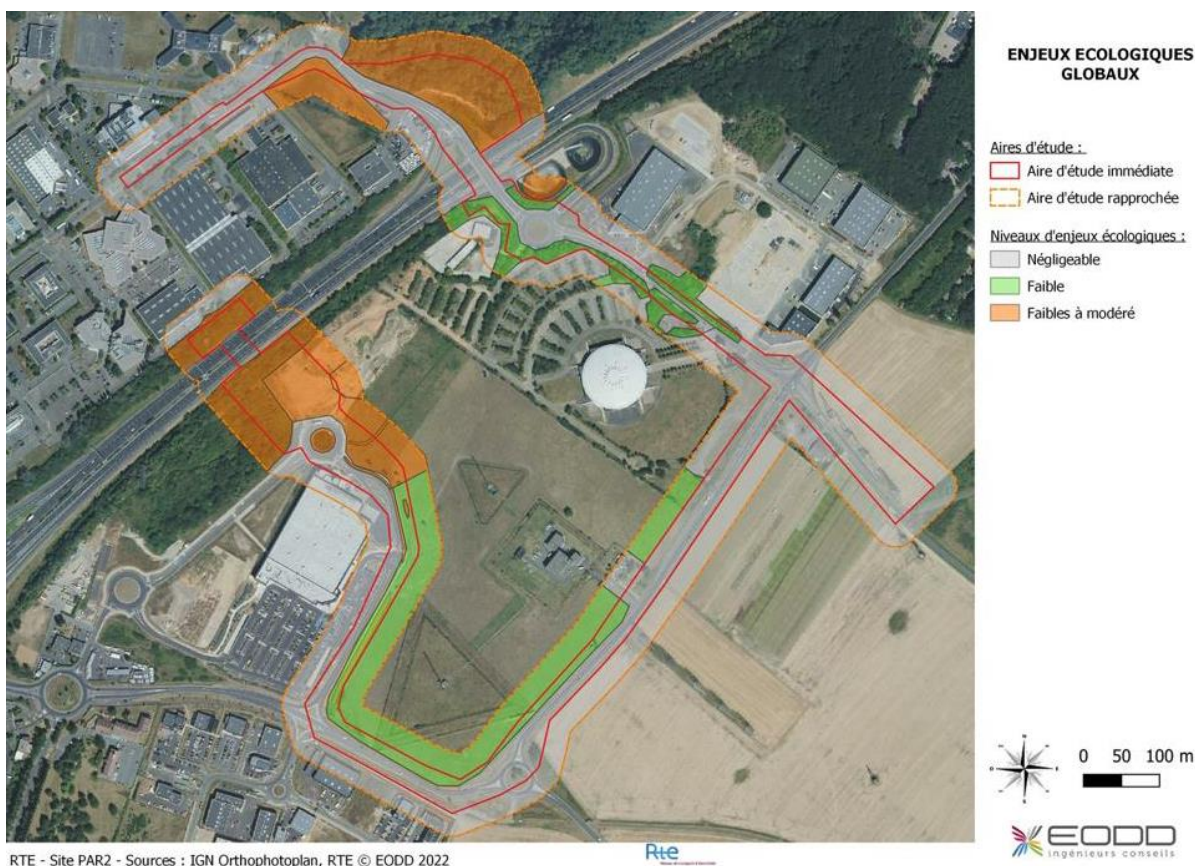 ENJEUX ECOLOGIQUES
GLOBAUX
Aires d'étude :
Aire d'étude immédiate
Aire d'étude rapprochée
Niveaux d'enjeux écologiques :
Négligeable
Faible
Faibles à modéré
0 50 100 m
EODD
ingénieurs conseils
RTE - Site PAR2 - Sources : IGN Orthophotoplan, RTE © EODD 2022
Rte